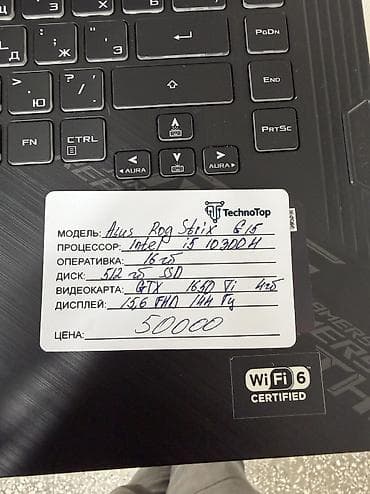 PgDn
End
PrtSc
Ж
Э
Ю
FN
CTRL
AURA
AURA
TechnoTop
МОДЕЛЬ: Asus Rog Strix G15
ПРОЦЕССОР: Intel i5 10300H
ОПЕРАТИВКА: 16 гб
ДИСК: 512 гб SSD
ВИДЕОКАРТА: GTX 1650 Ti 4гб
ДИСПЛЕЙ: 15,6 FHD 144 Гц
ЦЕНА: 50000
Wi Fi 6
CERTIFIED